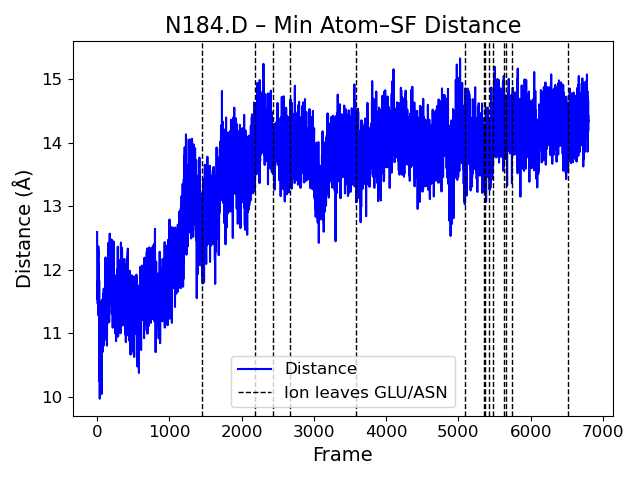 N184.D – Min Atom–SF Distance
15
14
13
12
11
10
Distance (Å)
Distance
Ion leaves GLU/ASN
0 1000 2000 3000 4000 5000 6000 7000
Frame